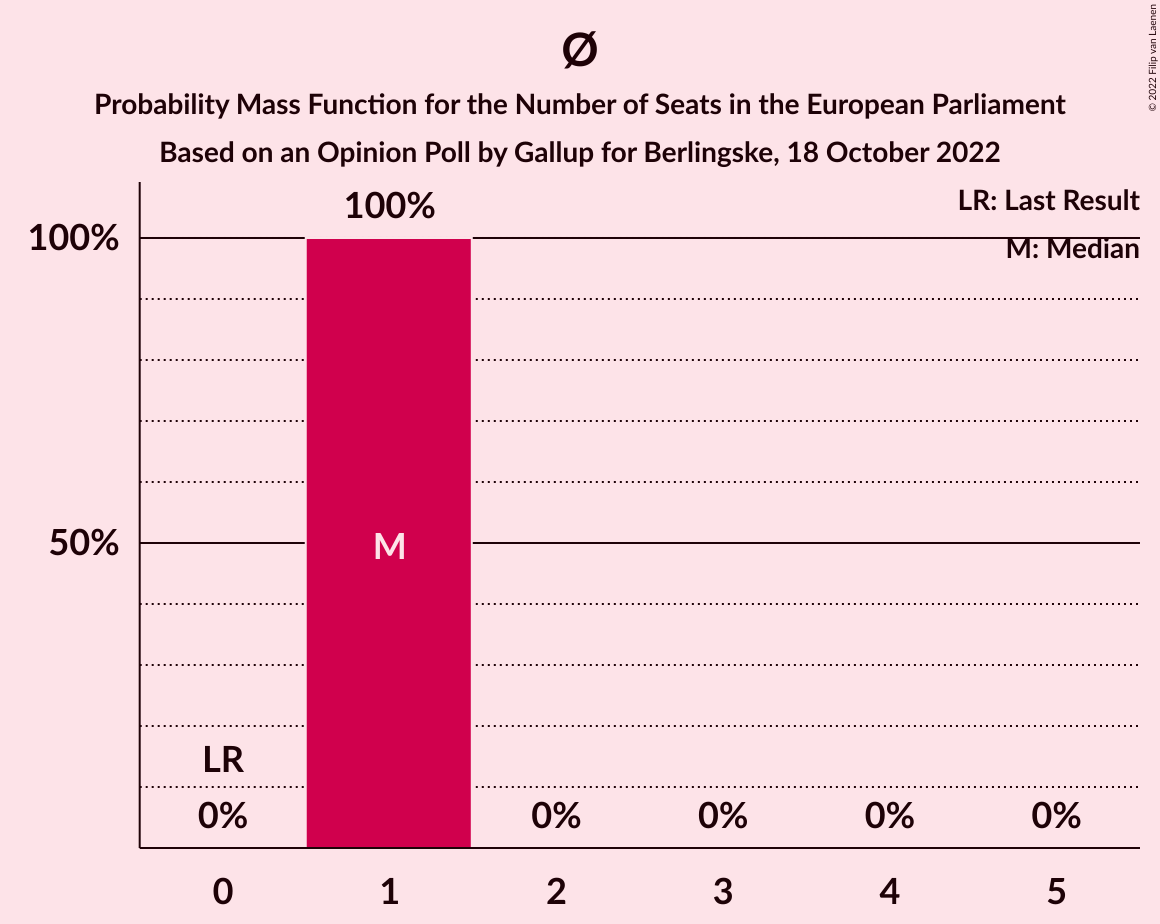 Ø
Probability Mass Function for the Number of Seats in the European Parliament
Based on an Opinion Poll by Gallup for Berlingske, 18 October 2022
© 2022 Filip van Laenen
LR: Last Result
M: Median
100%
100%
50%
M
LR
0%
0%
0%
0%
0%
0
1
2
3
4
5